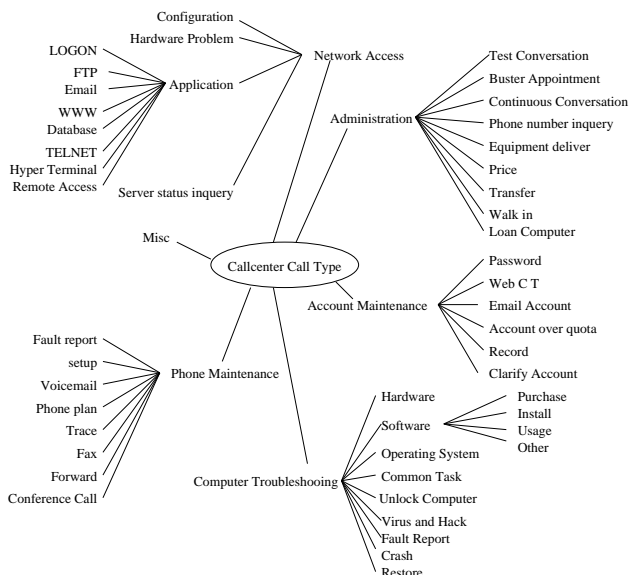 Configuration
Hardware Problem
Network Access
LOGON
FTP
Email
Application
WWW
Database
TELNET
Hyper Terminal
Remote Access
Server status inquery
Test Conversation
Buster Appointment
Continuous Conversation
Administration
Phone number inquery
Equipment deliver
Price
Transfer
Walk in
Loan Computer
Misc
Callcenter Call Type
Password
Web C T
Account Maintenance
Email Account
Account over quota
Record
Clarify Account
Fault report
setup
Phone Maintenance
Voicemail
Phone plan
Trace
Fax
Forward
Conference Call
Hardware
Software
Purchase
Install
Usage
Other
Operating System
Computer Troubleshooing
Common Task
Unlock Computer
Virus and Hack
Fault Report
Crash
Restore